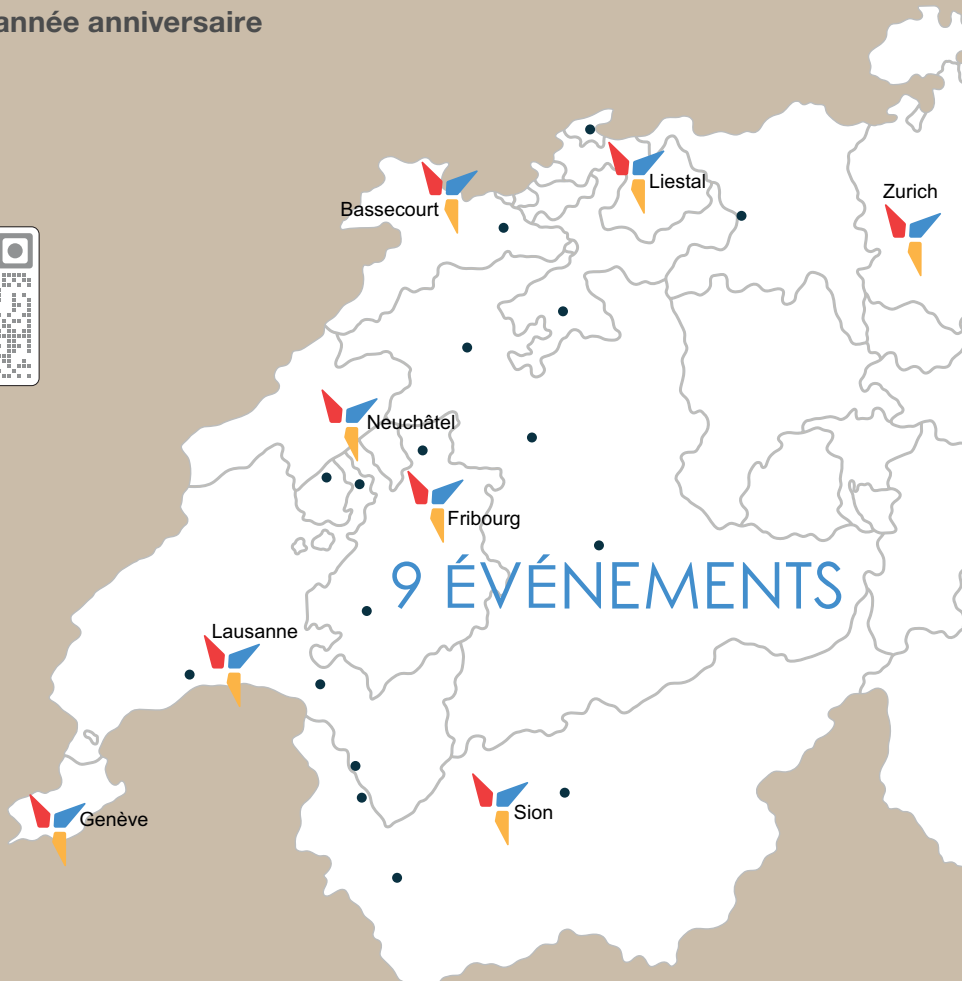 année anniversaire
Liestal
Zurich
Bassecourt
Neuchâtel
Fribourg
9 ÉVÉNEMENTS
Lausanne
Sion
Genève